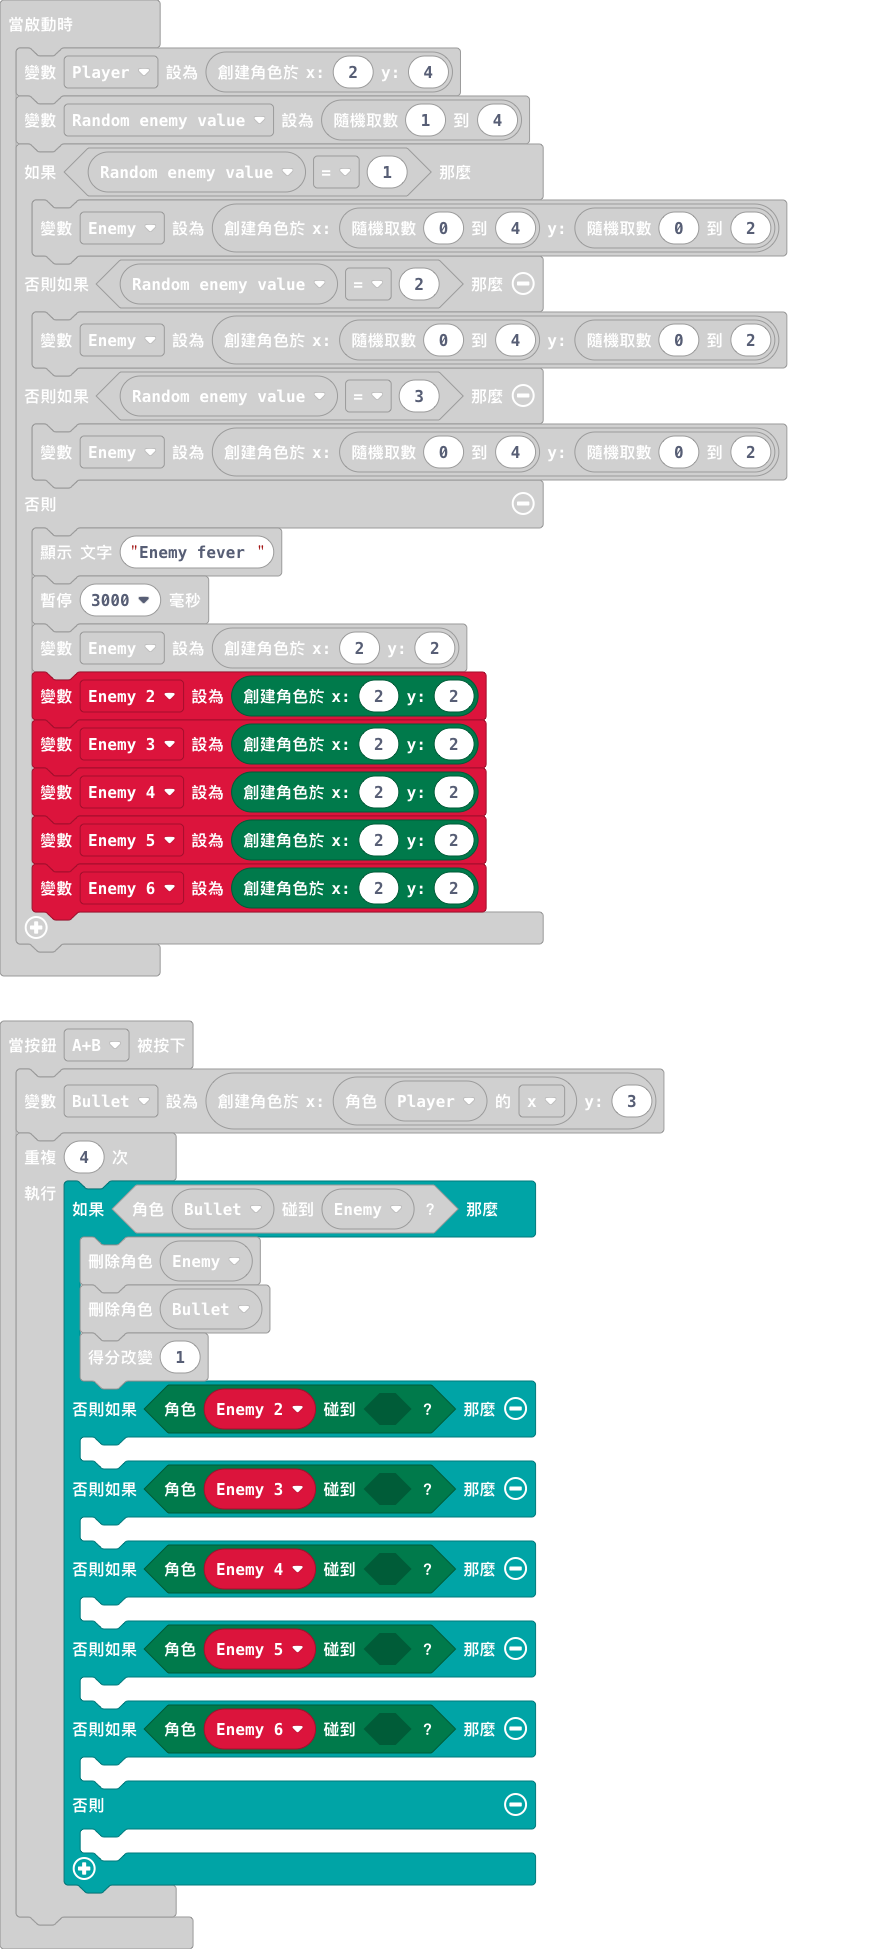 當啟動時
變數 Player 設為 創建角色於 x: 2 y: 4
變數 Random enemy value 設為 隨機取數 1 到 4
如果 Random enemy value = 1 那麼
變數 Enemy 設為 創建角色於 x: 隨機取數 0 到 4 y: 隨機取數 0 到 2
否則如果 Random enemy value = 2 那麼
變數 Enemy 設為 創建角色於 x: 隨機取數 0 到 4 y: 隨機取數 0 到 2
否則如果 Random enemy value = 3 那麼
變數 Enemy 設為 創建角色於 x: 隨機取數 0 到 4 y: 隨機取數 0 到 2
否則
顯示 文字 "Enemy fever "
暫停 3000 毫秒
變數 Enemy 設為 創建角色於 x: 2 y: 2
變數 Enemy 2 設為 創建角色於 x: 2 y: 2
變數 Enemy 3 設為 創建角色於 x: 2 y: 2
變數 Enemy 4 設為 創建角色於 x: 2 y: 2
變數 Enemy 5 設為 創建角色於 x: 2 y: 2
變數 Enemy 6 設為 創建角色於 x: 2 y: 2
當按鈕 A+B 被按下
變數 Bullet 設為 創建角色於 x: 角色 Player 的 x y: 3
重複 4 次
執行
如果 角色 Bullet 碰到 Enemy ? 那麼
刪除角色 Enemy
刪除角色 Bullet
得分改變 1
否則如果 角色 Enemy 2 碰到 ? 那麼
否則如果 角色 Enemy 3 碰到 ? 那麼
否則如果 角色 Enemy 4 碰到 ? 那麼
否則如果 角色 Enemy 5 碰到 ? 那麼
否則如果 角色 Enemy 6 碰到 ? 那麼
否則